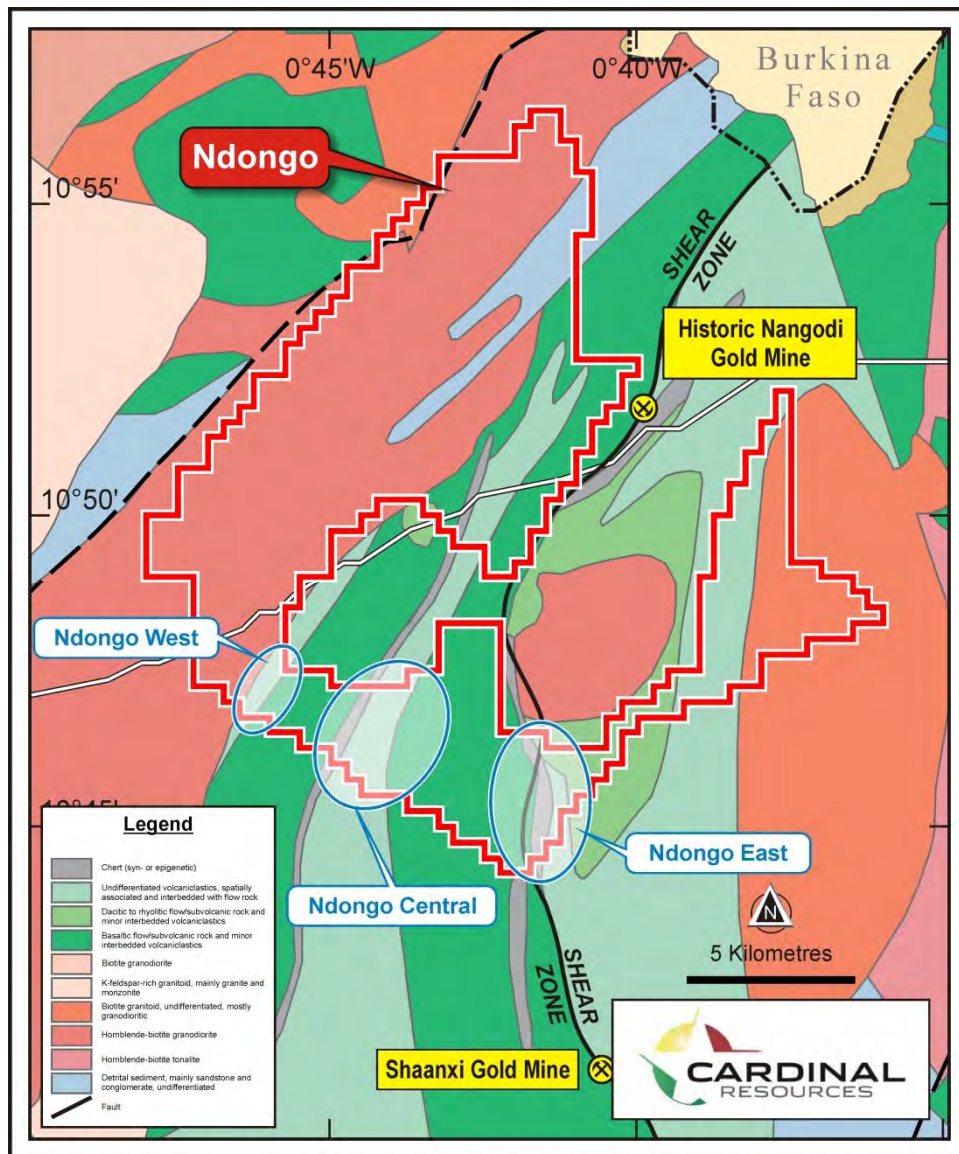 0°45'W
0°40'W
Burkina
Faso
Ndongo
10°55'
SHEAR
ZONE
Historic Nangodi
Gold Mine
10°50'
Ndongo West
10°45'
Legend
Chert (syn- or epigenetic)
Undifferentiated volcaniclastics, spatially
associated and interbedded with flow rock
Dacitic to rhyolitic flow/subvolcanic rock and
minor interbedded volcaniclastics
Basaltic flow/subvolcanic rock and minor
interbedded volcaniclastics
Biotite granodiorite
K-feldspar-rich granitoid, mainly granite and
monzonite
Biotite granitoid, undifferentiated, mostly
granodioritic
Hornblende-biotite granodiorite
Hornblende-biotite tonalite
Detrital sediment, mainly sandstone and
conglomerate, undifferentiated
Fault
Ndongo East
Ndongo Central
N
5 Kilometres
SHEAR
ZONE
Shaanxi Gold Mine
CARDINAL
RESOURCES